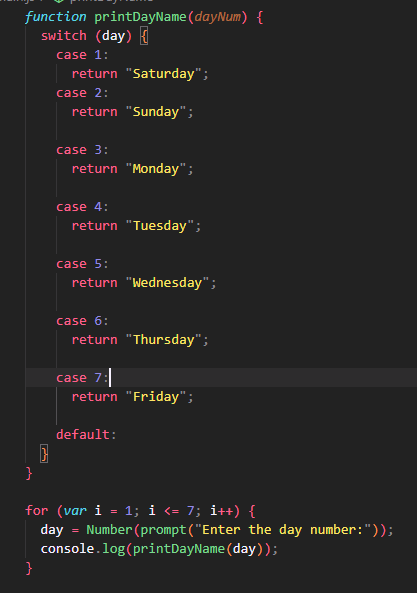 function printDayName(dayNum) {
  switch (day) {
    case 1:
      return "Saturday";
    case 2:
      return "Sunday";

    case 3:
      return "Monday";

    case 4:
      return "Tuesday";

    case 5:
      return "Wednesday";

    case 6:
      return "Thursday";

    case 7:
      return "Friday";

    default:
  }
}

for (var i = 1; i <= 7; i++) {
  day = Number(prompt("Enter the day number:"));
  console.log(printDayName(day));
}